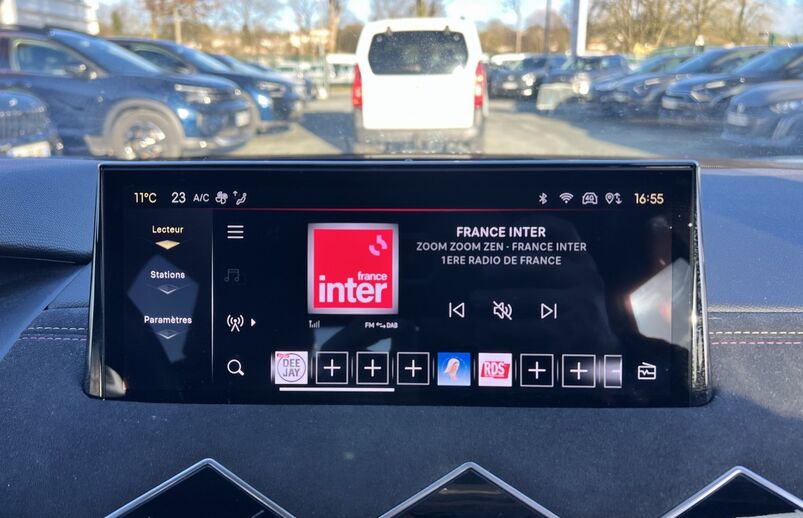 11°C 23 A/C 4G 16:55
Lecteur
Stations
Paramètres
france
inter
FM DAB
FRANCE INTER
ZOOM ZOOM ZEN - FRANCE INTER
1ERE RADIO DE FRANCE
DEE
JAY
RDS